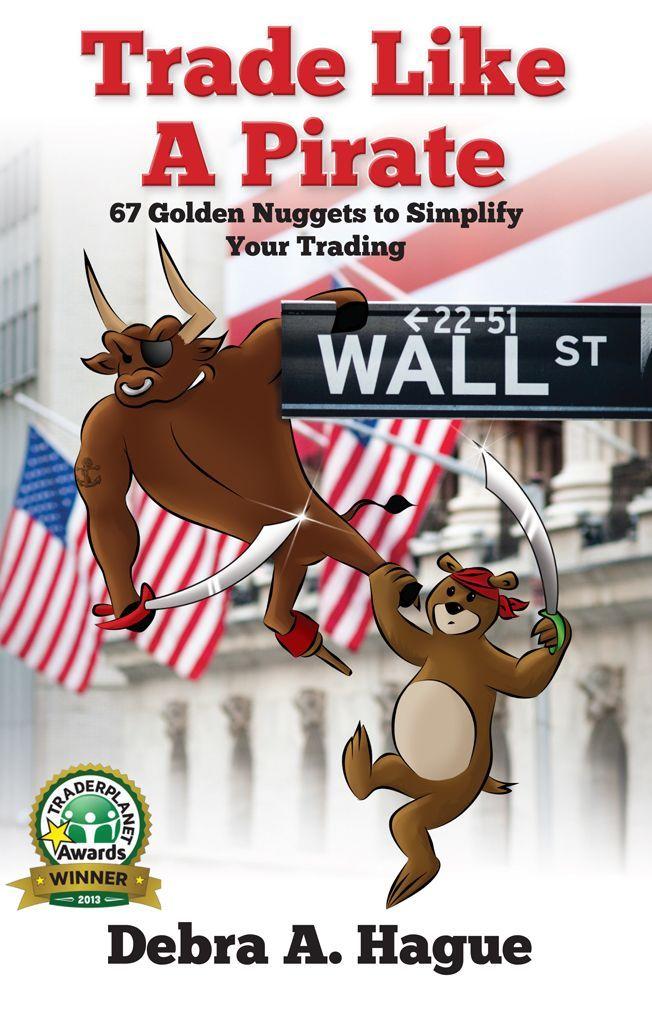 Trade Like
A Pirate
67 Golden Nuggets to Simplify
Your Trading
←22-51
WALL ST
TRADERPLANET
Awards
WINNER
2013
Debra A. Hague